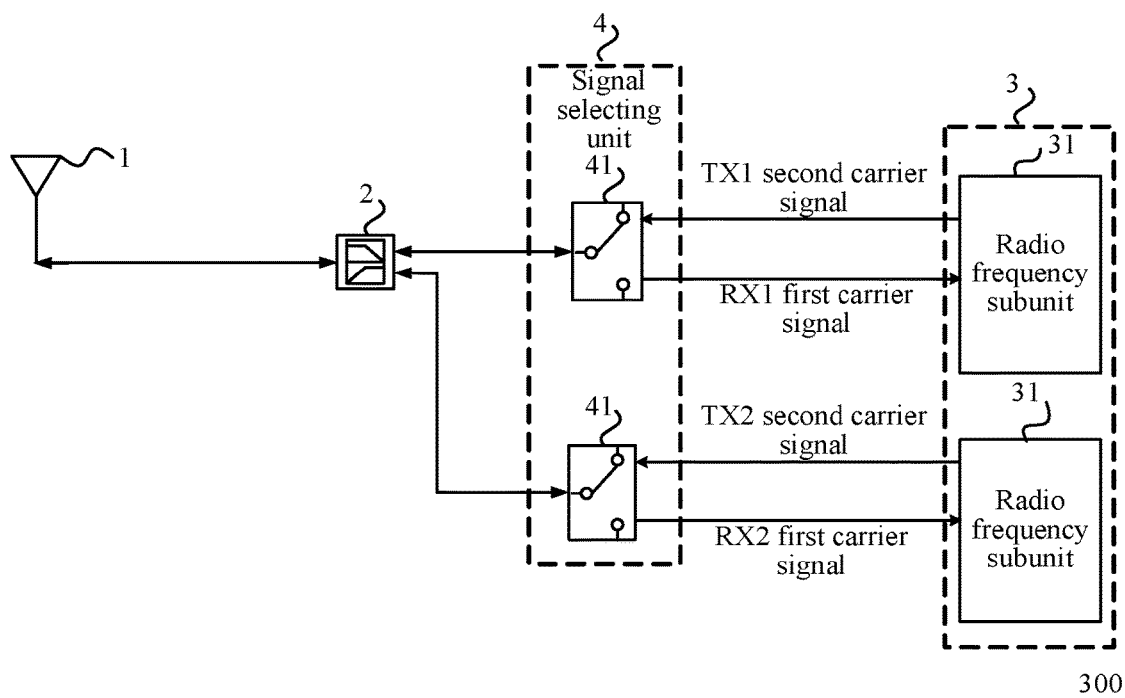 4
Signal
selecting
unit
3
1
2
41
TX1 second carrier
signal
RX1 first carrier
signal
31
Radio
frequency
subunit
41
TX2 second carrier
signal
RX2 first carrier
signal
31
Radio
frequency
subunit
300